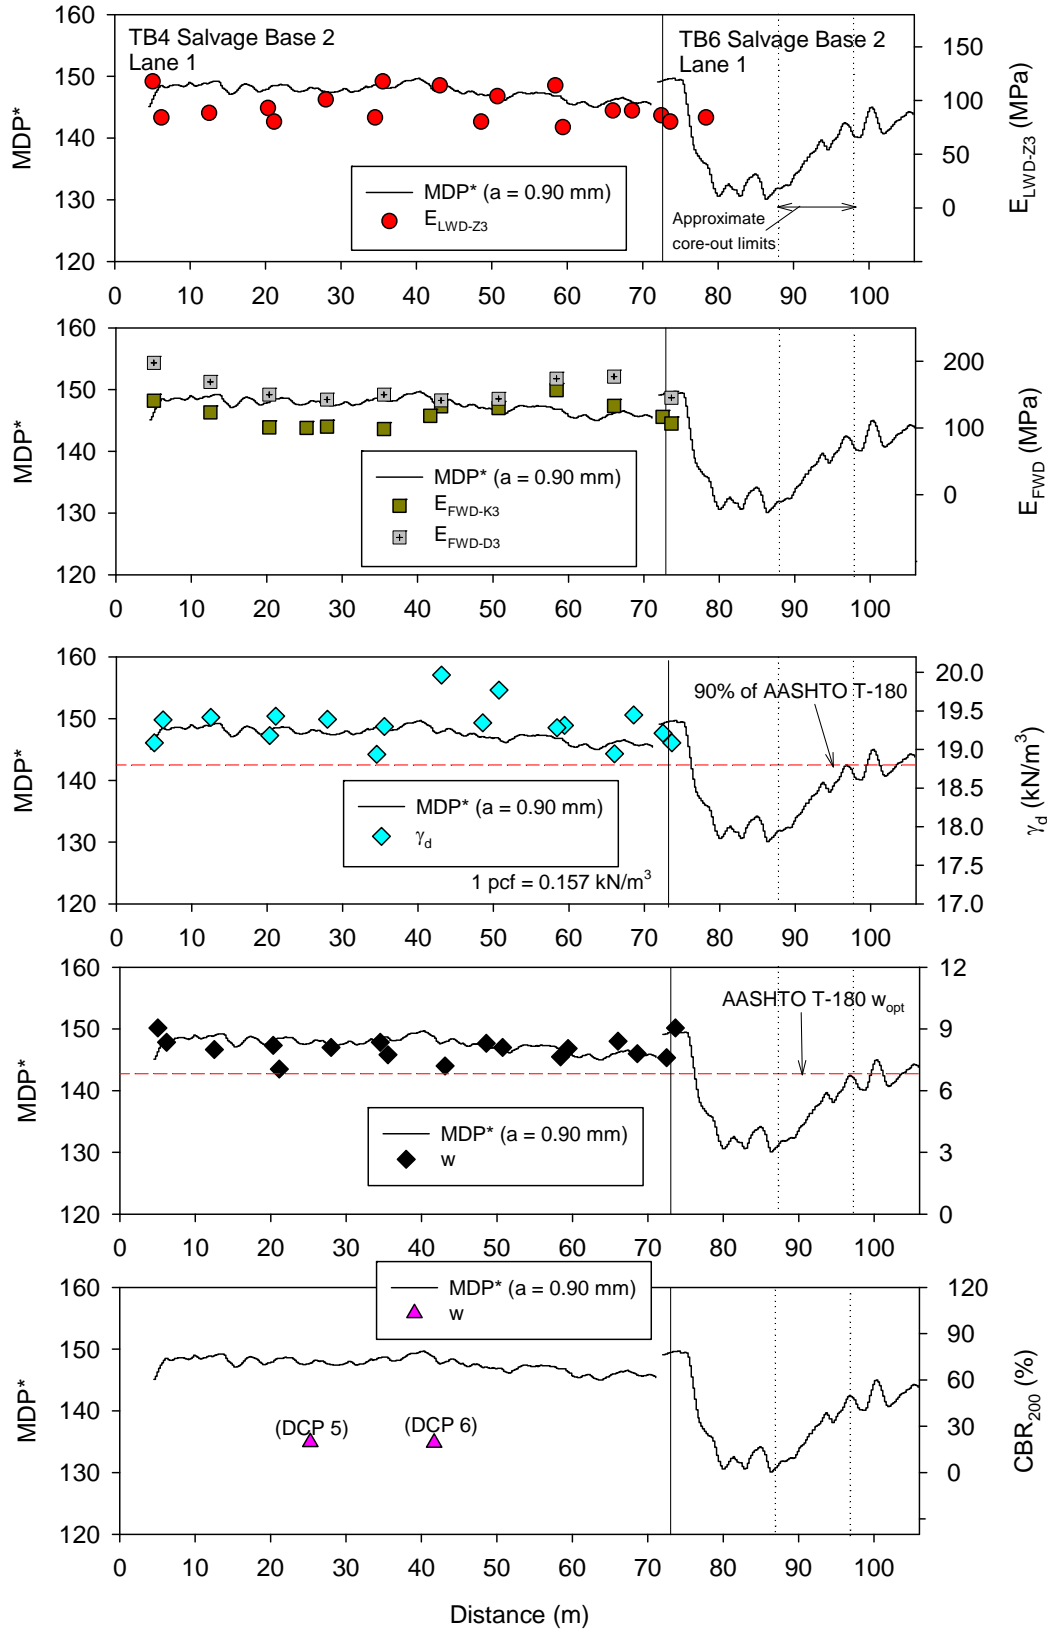 160
150
140
130
120
MDP*
TB4 Salvage Base 2
Lane 1
TB6 Salvage Base 2
Lane 1
MDP* (a = 0.90 mm)
E_LWD-Z3
Approximate
core-out limits
150
100
50
0
E_LWD-Z3 (MPa)
0 10 20 30 40 50 60 70 80 90 100
160
150
140
130
120
MDP*
MDP* (a = 0.90 mm)
E_FWD-K3
E_FWD-D3
200
100
0
E_FWD (MPa)
0 10 20 30 40 50 60 70 80 90 100
160
150
140
130
120
MDP*
90% of AASHTO T-180
MDP* (a = 0.90 mm)
γ_d
1 pcf = 0.157 kN/m³
20.0
19.5
19.0
18.5
18.0
17.5
17.0
γ_d (kN/m³)
0 10 20 30 40 50 60 70 80 90 100
160
150
140
130
120
MDP*
AASHTO T-180 w_opt
MDP* (a = 0.90 mm)
w
12
9
6
3
0
0 10 20 30 40 50 60 70 80 90 100
160
150
140
130
120
MDP*
MDP* (a = 0.90 mm)
w
(DCP 5)
(DCP 6)
120
90
60
30
0
CBR_200 (%)
0 10 20 30 40 50 60 70 80 90 100
Distance (m)